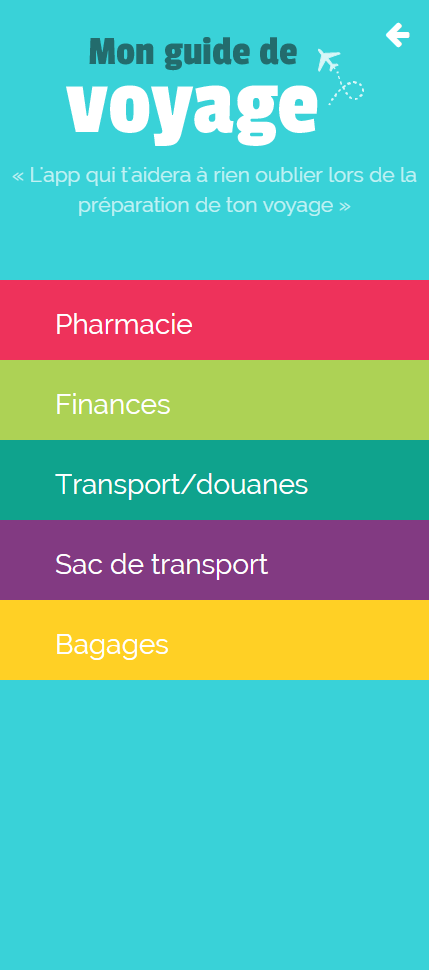 Mon guide de
voyage
« L'app qui t'aidera à rien oublier lors de la
préparation de ton voyage »
Pharmacie
Finances
Transport/douanes
Sac de transport
Bagages